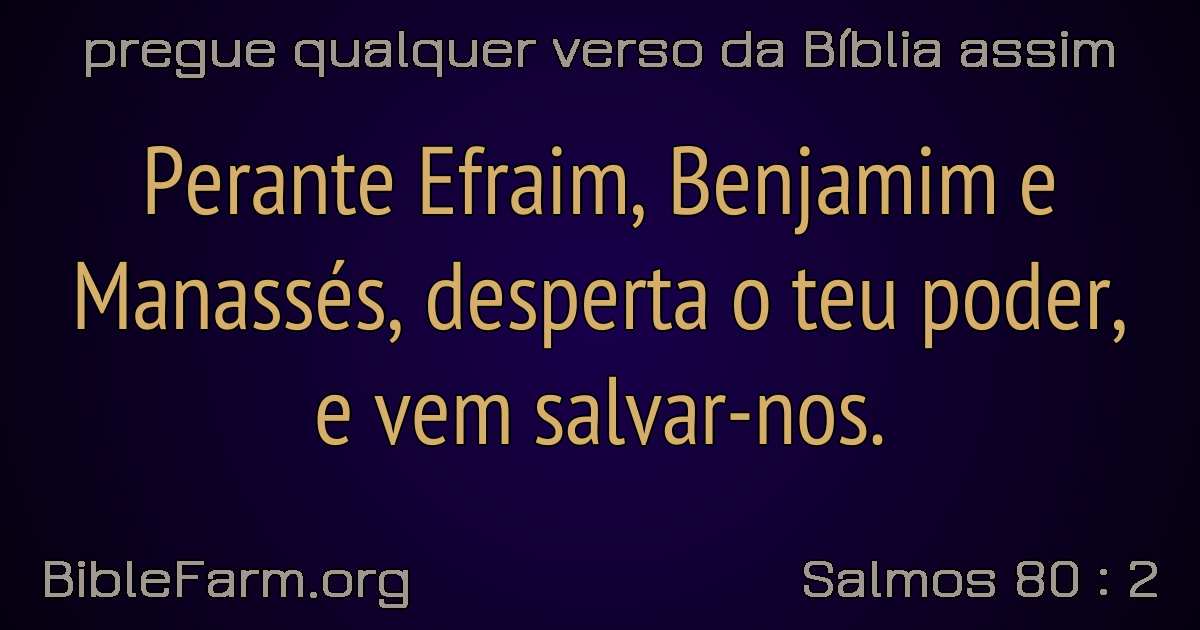 pregue qualquer verso da Bíblia assim
Perante Efraim, Benjamim e
Manassés, desperta o teu poder,
e vem salvar-nos.
BibleFarm.org
Salmos 80 : 2